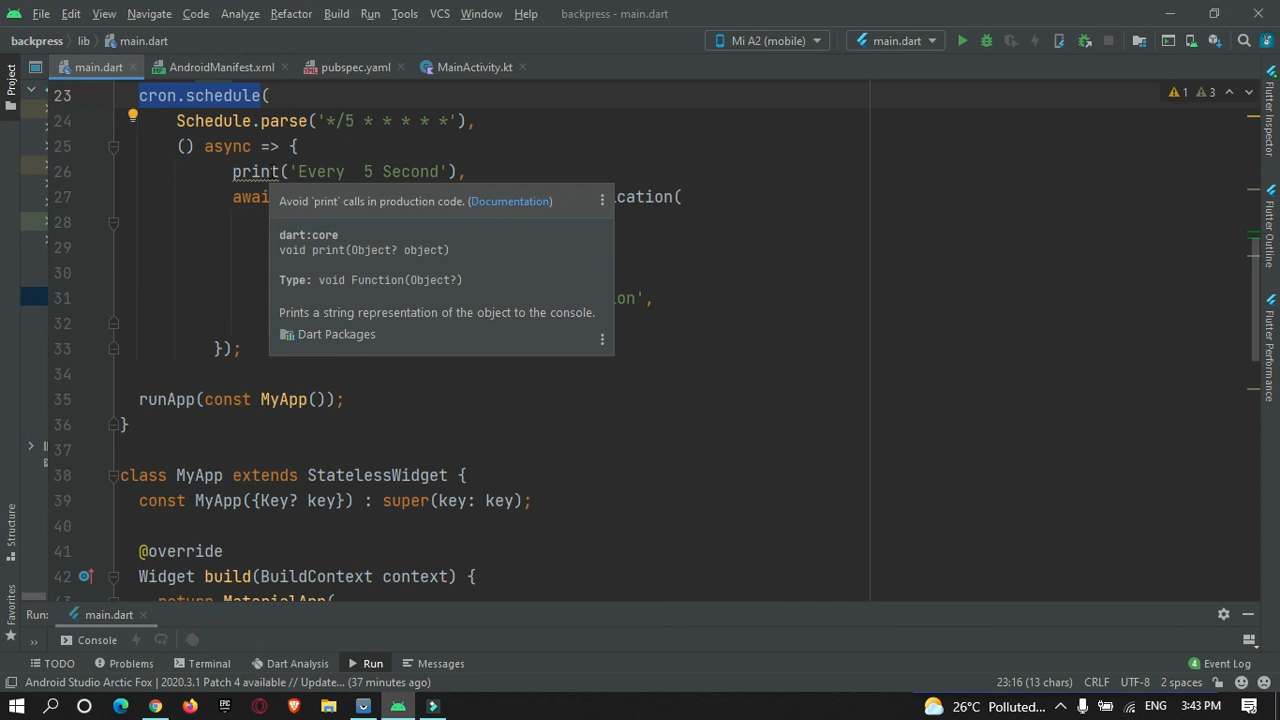 File Edit View Navigate Code Analyze Refactor Build Run Tools VCS Window Help backpress - main.dart
backpress lib main.dart Mi A2 (mobile) main.dart
main.dart AndroidManifest.xml pubspec.yaml MainActivity.kt
Project
Flutter Inspector
Flutter Outline
Flutter Performance
Structure
Favorites
1 3
23 cron.schedule(
24 Schedule.parse('*/5 * * * * *'),
25 () async => {
26 print('Every 5 Second'),
27 awai ication(
28
29
30
31 on',
32
33 });
34
35 runApp(const MyApp());
36 }
37
38 class MyApp extends StatelessWidget {
39 const MyApp({Key? key}) : super(key: key);
40
41 @override
42 Widget build(BuildContext context) {
43 return MaterialApp(
Avoid `print` calls in production code. (Documentation)
dart:core
void print(Object? object)
Type: void Function(Object?)
Prints a string representation of the object to the console.
Dart Packages
Run: main.dart
Console
TODO Problems Terminal Dart Analysis Run Messages 4 Event Log
Android Studio Arctic Fox | 2020.3.1 Patch 4 available // Update... (37 minutes ago) 23:16 (13 chars) CRLF UTF-8 2 spaces
26°C Polluted... ENG 3:43 PM